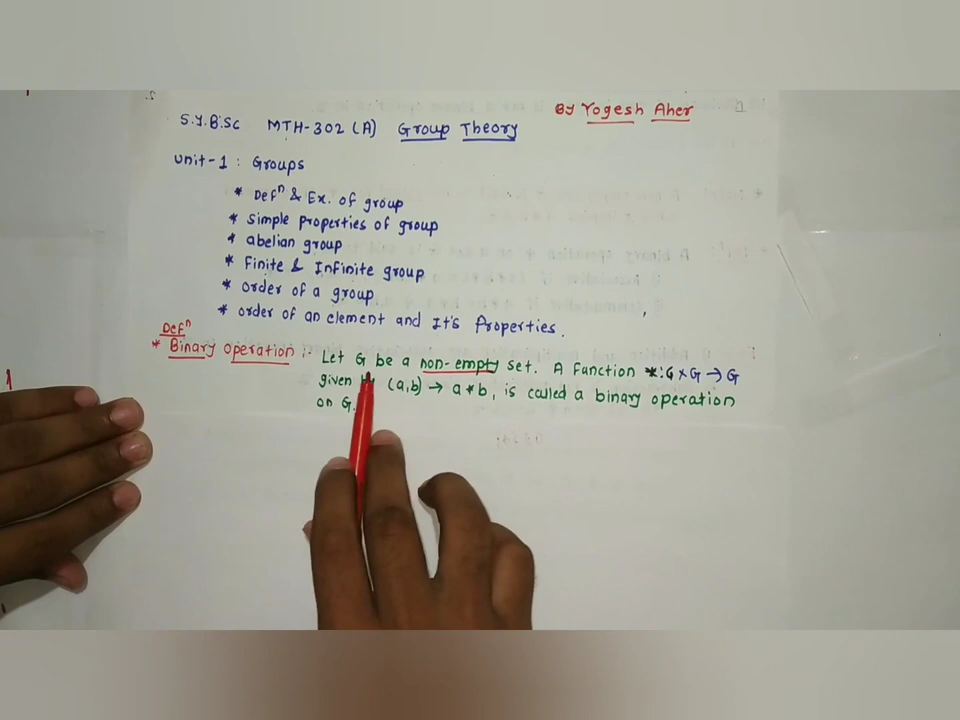 By Yogesh Aher
S.Y.B.Sc MTH-302 (A) Group Theory
Unit-1 : Groups
* Defⁿ & Ex. of group
* Simple properties of group
* abelian group
* Finite & Infinite group
* order of a group
* order of an element and It's Properties.
Defⁿ
* Binary operation :- Let G be a non-empty set. A Function *: G × G → G
given (a,b) → a * b, is called a binary operation
on G.